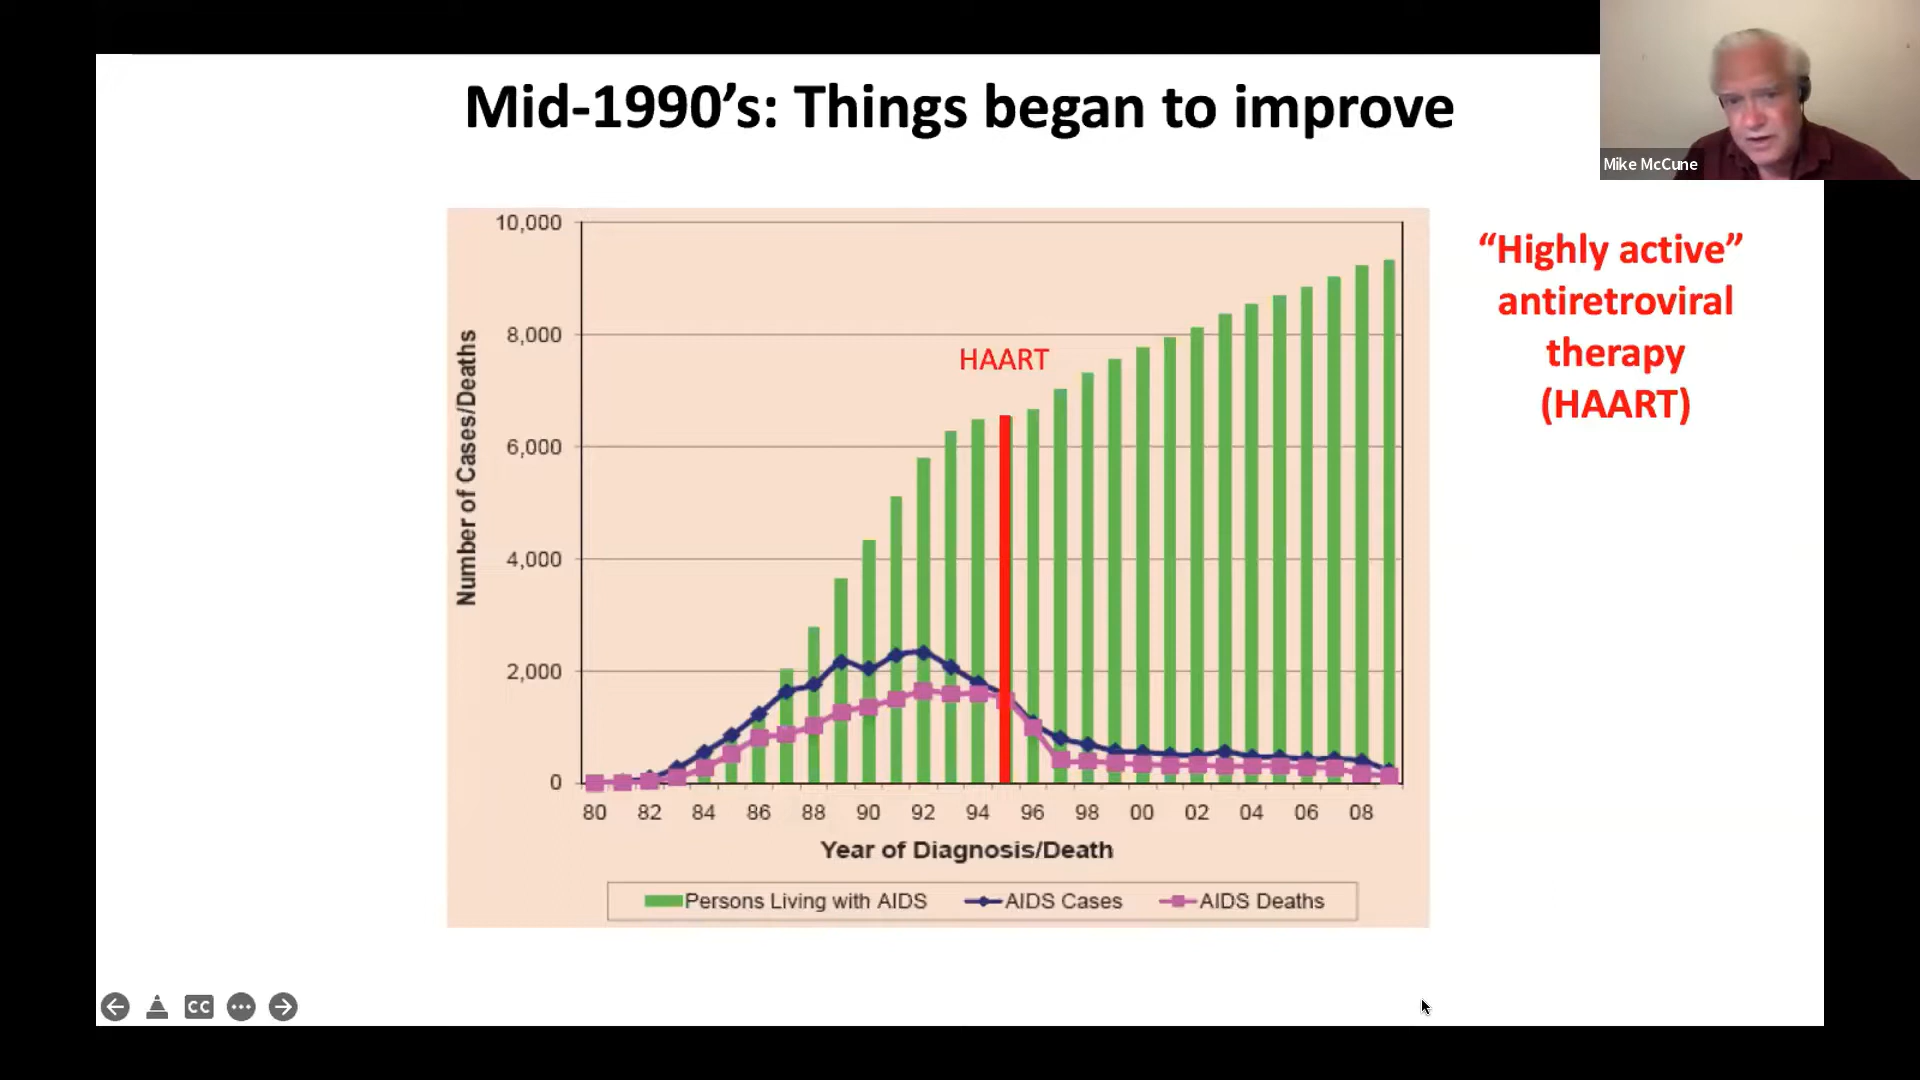 Mid-1990’s: Things began to improve
Mike McCune
“Highly active”
antiretroviral
therapy
(HAART)
HAART
Number of Cases/Deaths
10,000
8,000
6,000
4,000
2,000
0
80 82 84 86 88 90 92 94 96 98 00 02 04 06 08
Year of Diagnosis/Death
Persons Living with AIDS AIDS Cases AIDS Deaths
CC